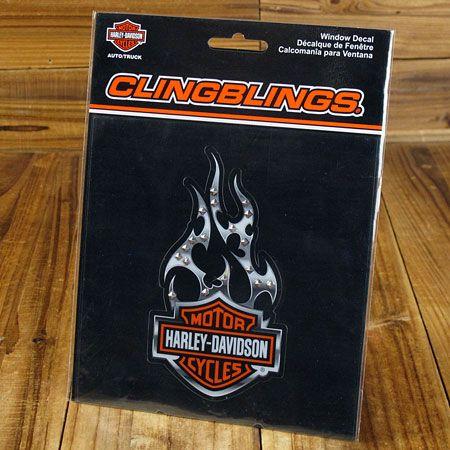 MOTOR
HARLEY-DAVIDSON
CYCLES
AUTO/TRUCK
Window Decal
Décalque de Fenêtre
Calcomanía para Ventana
CLINGBLINGS
MOTOR
HARLEY-DAVIDSON
CYCLES